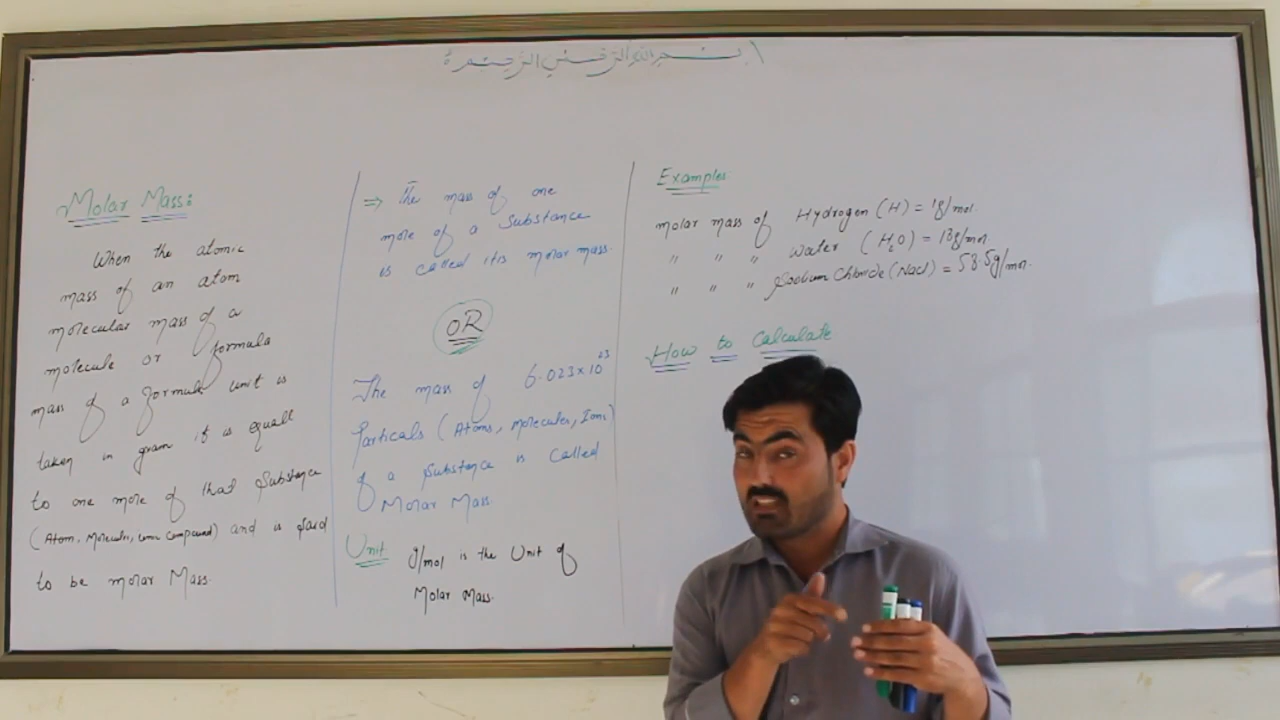 بسم الله الرحمن الرحیم
Molar Mass:
When the atomic
mass of an atom
molecular mass of a
molecule or formula
mass of a formula unit is
taken in gram it is equall
to one mole of that Substance
(Atom, Molecule, ionic compound) and is said
to be molar Mass.
⇒ The mass of one
mole of a Substance
is called its molar mass.
OR
The mass of 6.023×10²³
Particals (Atoms, Molecules, Ions)
of a Substance is called
Molar Mass.
Unit g/mol is the Unit of
Molar Mass.
Examples:
molar mass of Hydrogen (H) = 1g/mol.
" " " Water (H₂O) = 18g/mol.
" " " Sodium Chloride (NaCl) = 58.5g/mol.
How to Calculate